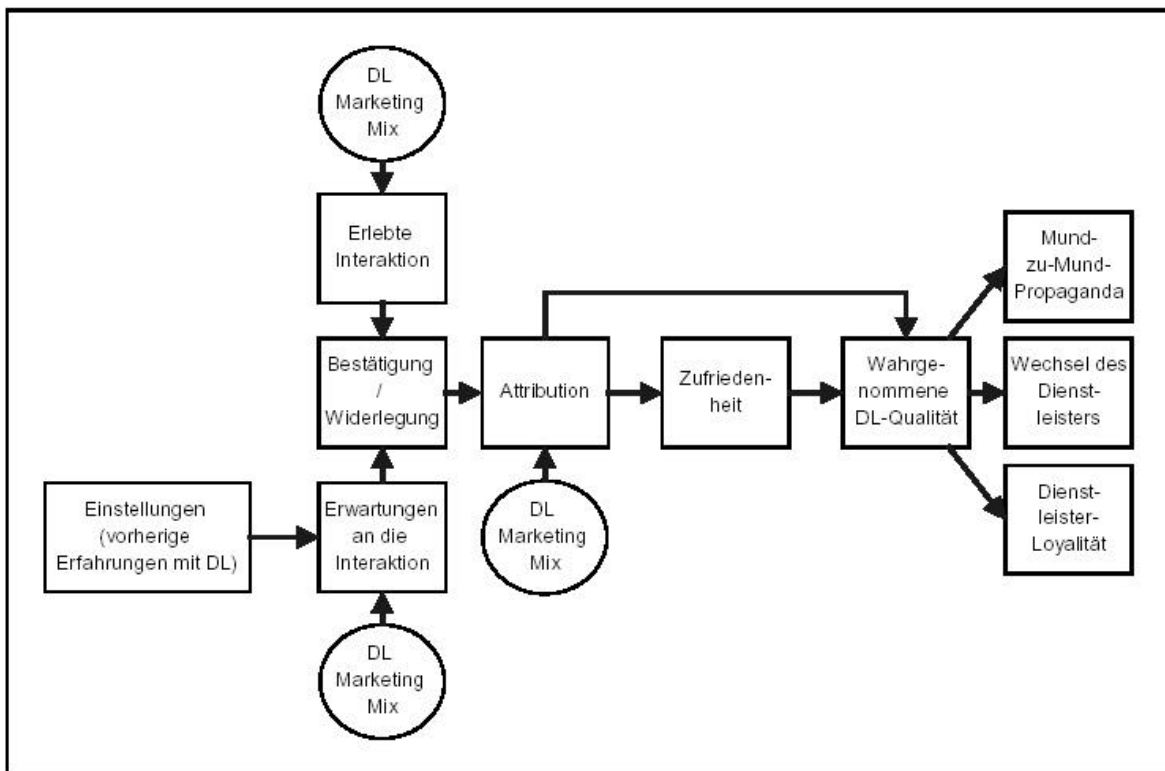 DL
Marketing
Mix
Erlebte
Interaktion
Bestätigung
/
Widerlegung
Attribution
Zufrieden-
heit
Wahrge-
nommene
DL-Qualität
Mund-
zu-Mund-
Propaganda
Wechsel des
Dienst-
leisters
Dienst-
leister-
Loyalität
Einstellungen
(vorherige
Erfahrungen mit DL)
Erwartungen
an die
Interaktion
DL
Marketing
Mix
DL
Marketing
Mix